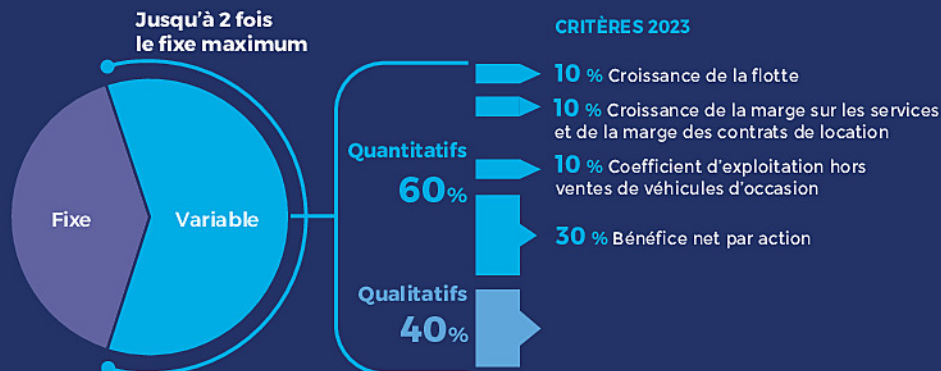 Jusqu'à 2 fois
le fixe maximum
Fixe
Variable
Quantitatifs
60%
Qualitatifs
40%
CRITÈRES 2023
10 % Croissance de la flotte
10 % Croissance de la marge sur les services
et de la marge des contrats de location
10 % Coefficient d'exploitation hors
ventes de véhicules d'occasion
30 % Bénéfice net par action